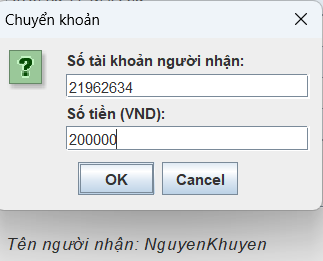 Chuyển khoản
Số tài khoản người nhận:
21962634
Số tiền (VND):
200000
OK
Cancel
Tên người nhận: NguyenKhuyen